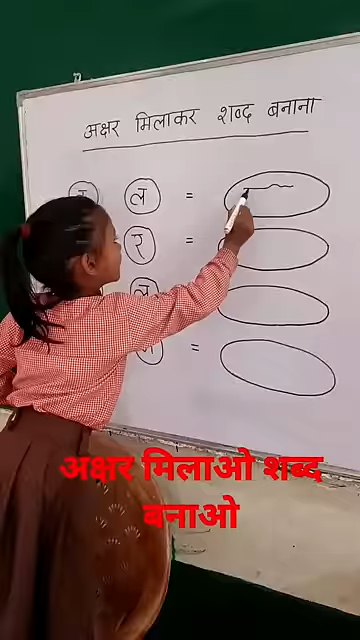 अक्षर मिलाकर शब्द बनाना
ल =
र =
=
अक्षर मिलाओ शब्द
बनाओ